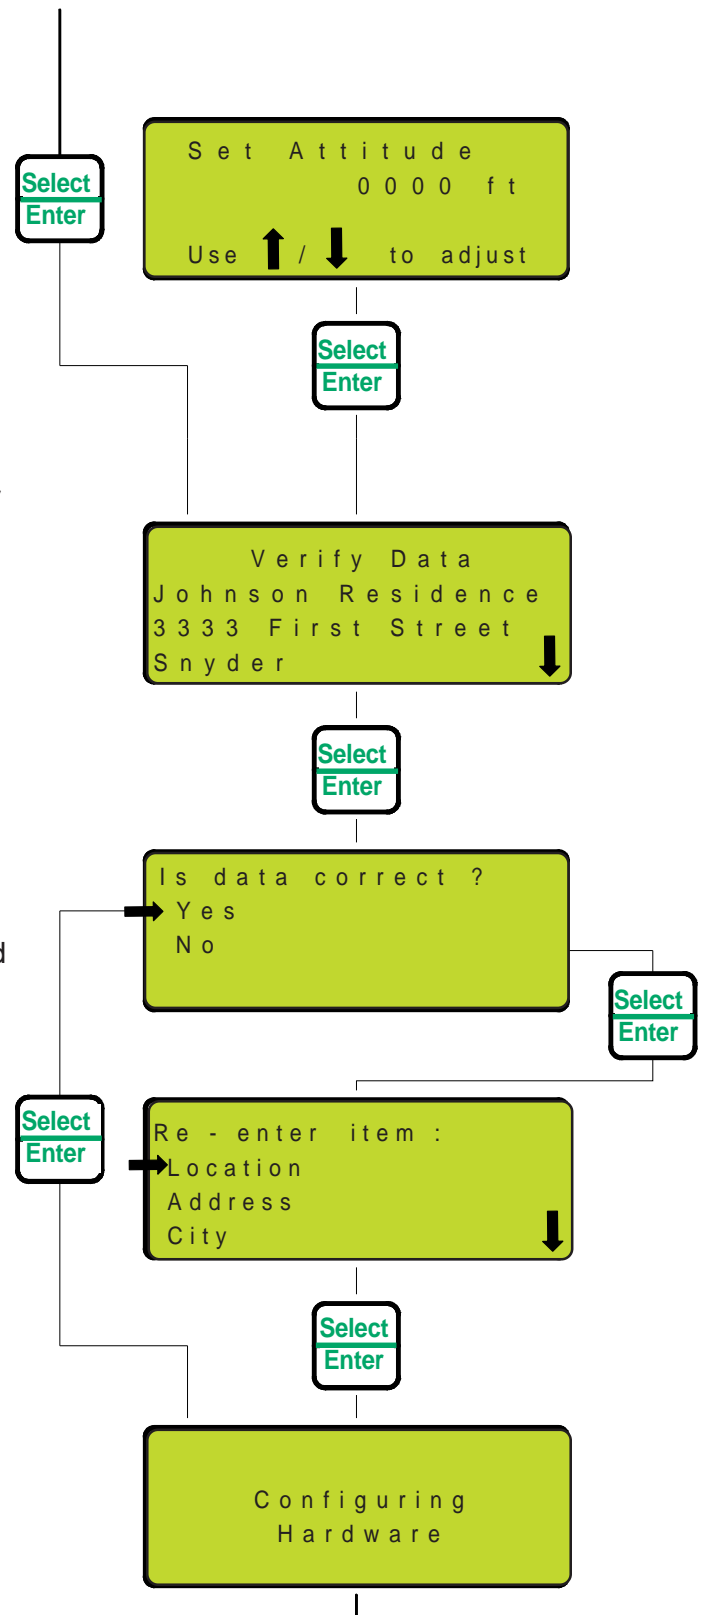 Set Attitude
0000 ft
Select
Enter
Use / to adjust
Select
Enter
Verify Data
Johnson Residence
3333 First Street
Snyder
Select
Enter
Is data correct ?
Yes
No
d
Select
Enter
Select
Enter
Re - enter item :
Location
Address
City
Select
Enter
Configuring
Hardware